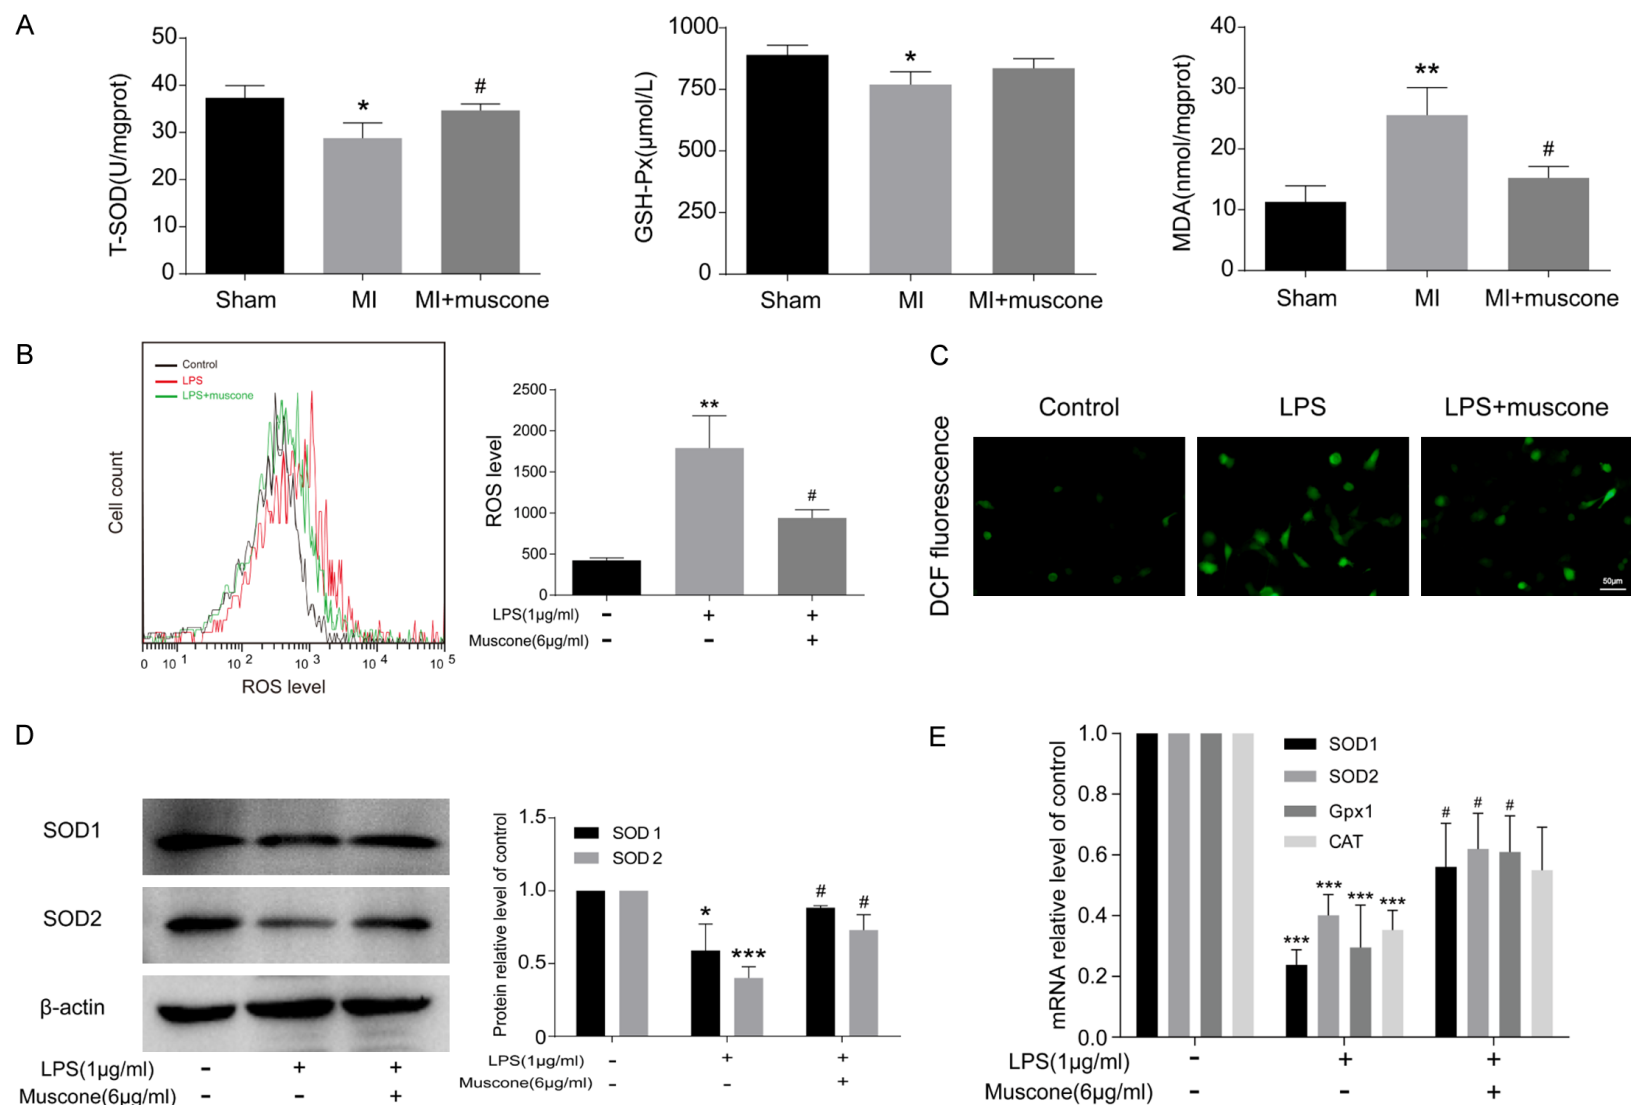 A
T-SOD(U/mgprot)
50
40
30
20
10
0
*
#
Sham MI MI+muscone
GSH-Px(μmol/L)
1000
750
500
250
0
*
Sham MI MI+muscone
MDA(nmol/mgprot)
40
30
20
10
0
**
#
Sham MI MI+muscone
B
Control
LPS
LPS+muscone
Cell count
0 10 1 10 2 10 3 10 4 10 5
ROS level
ROS level
2500
2000
1500
1000
500
0
**
#
LPS(1μg/ml) - + +
Muscone(6μg/ml) - - +
C
Control LPS LPS+muscone
DCF fluorescence
50μm
D
SOD1
SOD2
β-actin
LPS(1μg/ml) - + +
Muscone(6μg/ml) - - +
Protein relative level of control
1.5
1.0
0.5
0
SOD 1
SOD 2
*
***
#
#
LPS(1μg/ml) - + +
Muscone(6μg/ml) - - +
E
mRNA relative level of control
1.0
0.8
0.6
0.4
0.2
0.0
SOD1
SOD2
Gpx1
CAT
*** *** *** ***
# # #
LPS(1μg/ml) - + +
Muscone(6μg/ml) - - +